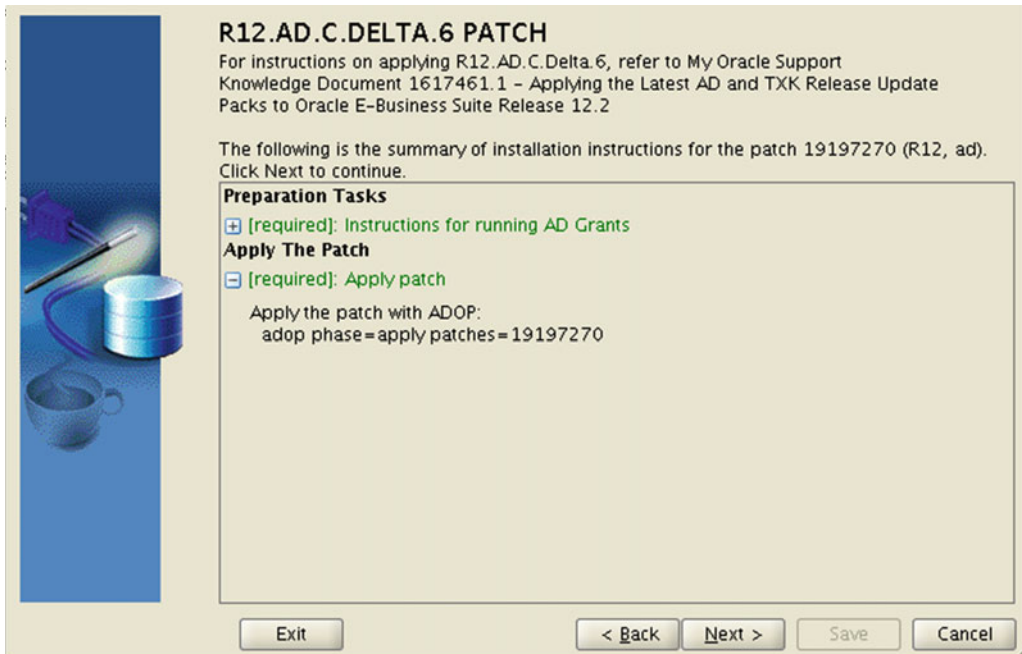 R12.AD.C.DELTA.6 PATCH
For instructions on applying R12.AD.C.Delta.6, refer to My Oracle Support
Knowledge Document 1617461.1 – Applying the Latest AD and TXK Release Update
Packs to Oracle E-Business Suite Release 12.2
The following is the summary of installation instructions for the patch 19197270 (R12, ad).
Click Next to continue.
Preparation Tasks
[required]: Instructions for running AD Grants
Apply The Patch
[required]: Apply patch
Apply the patch with ADOP:
adop phase=apply patches=19197270
Exit < Back Next > Save Cancel